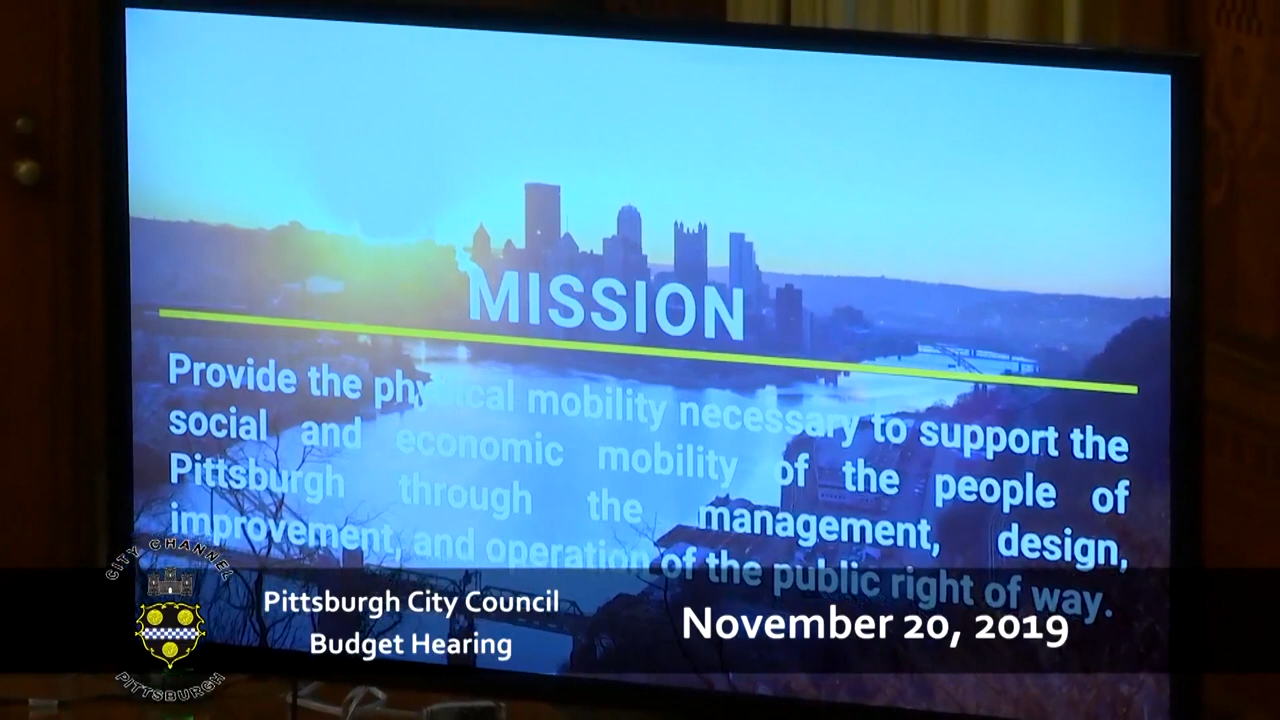 MISSION
Provide the physical mobility necessary to support the
social and economic mobility of the people of
Pittsburgh through the management, design,
improvement, and operation of the public right of way.
CITY CHANNEL
PITTSBURGH
Pittsburgh City Council
Budget Hearing
November 20, 2019